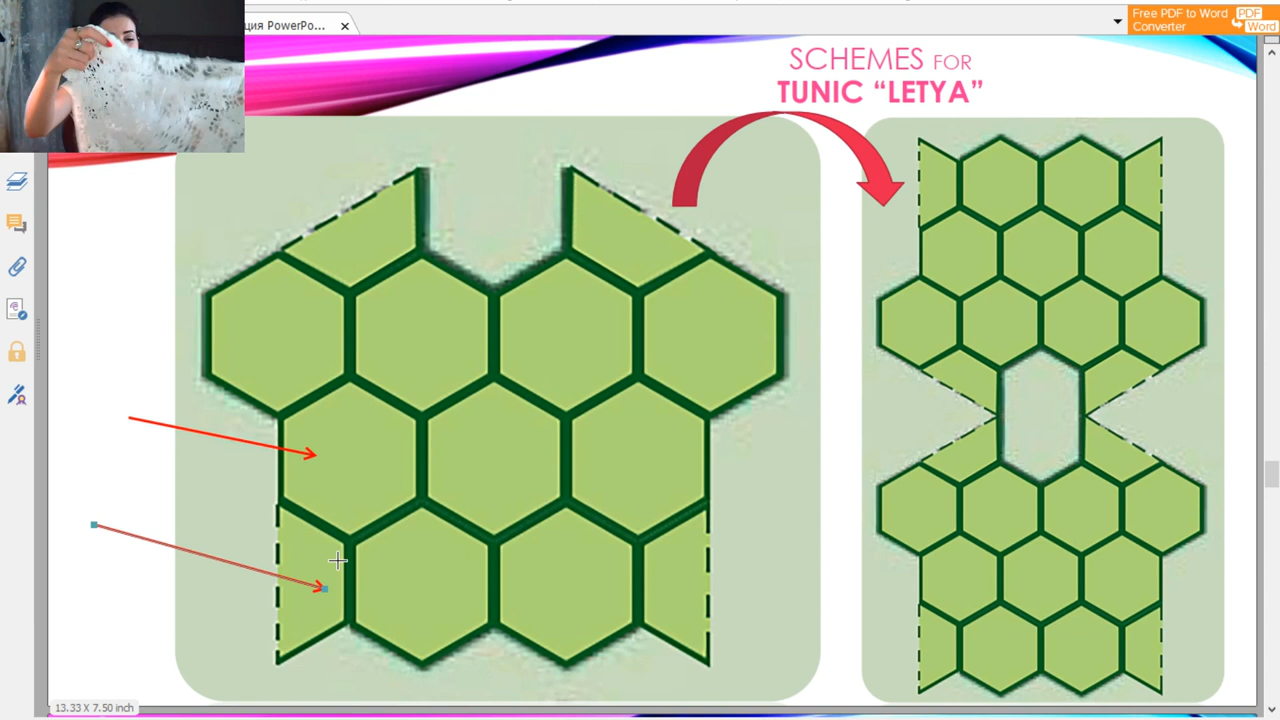 ция PowerPo...
Free PDF to Word
Converter
PDF
Word
SCHEMES FOR
TUNIC “LETYA”
13.33 X 7.50 inch